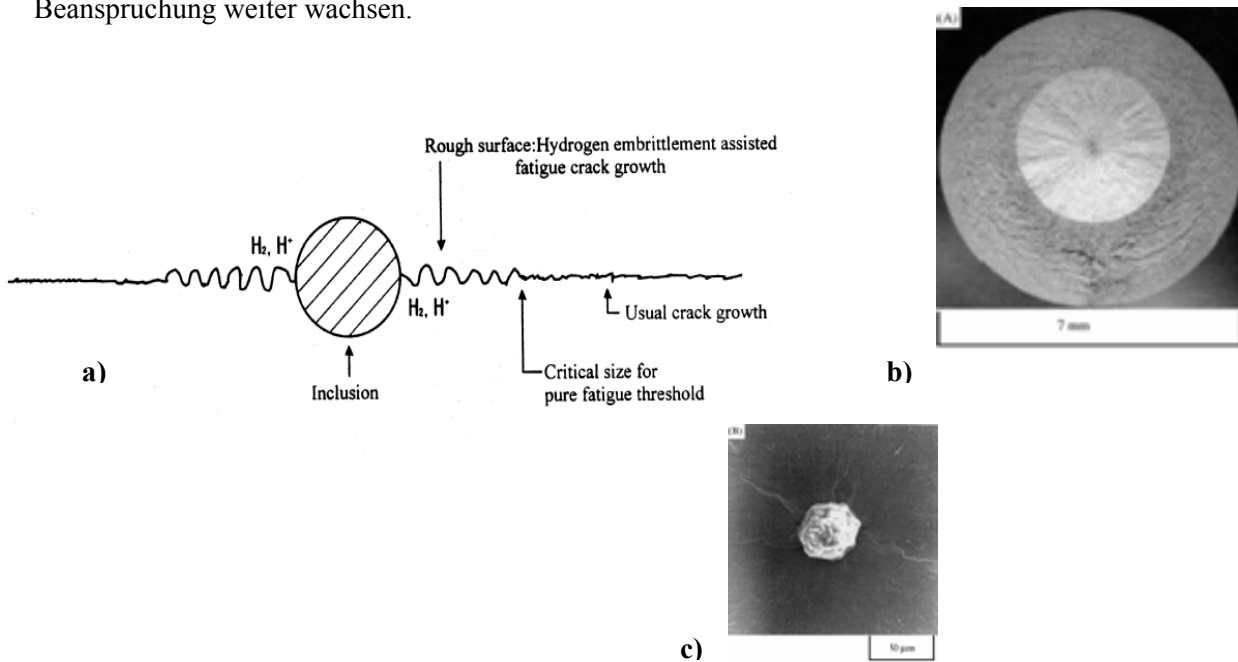 Beanspruchung weiter wachsen.
(A)
Rough surface:Hydrogen embrittlement assisted
fatigue crack growth
H₂, H⁺
H₂, H⁺
Usual crack growth
7 mm
a)
b)
Inclusion
Critical size for
pure fatigue threshold
(B)
c)
50 µm